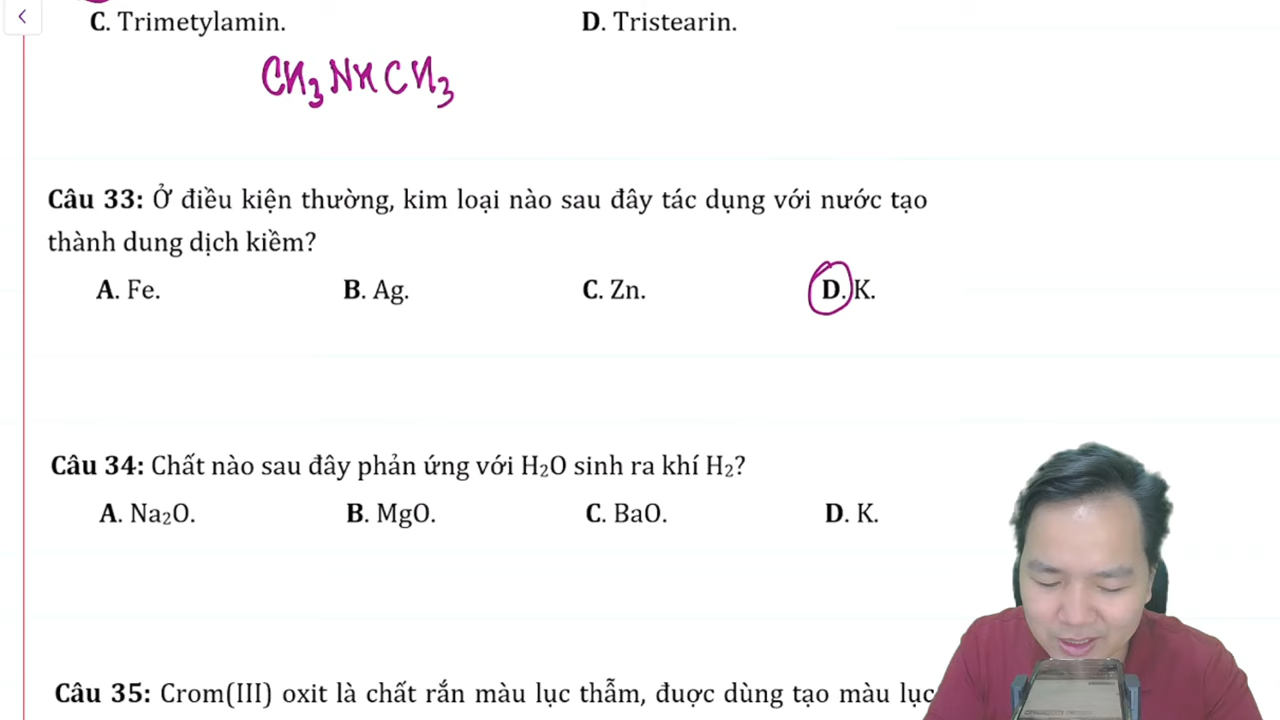 C. Trimetylamin. D. Tristearin.
CH₃NHCH₃
Câu 33: Ở điều kiện thường, kim loại nào sau đây tác dụng với nước tạo
thành dung dịch kiềm?
A. Fe. B. Ag. C. Zn. D. K.
Câu 34: Chất nào sau đây phản ứng với H₂O sinh ra khí H₂?
A. Na₂O. B. MgO. C. BaO. D. K.
Câu 35: Crom(III) oxit là chất rắn màu lục thẫm, được dùng tạo màu lục